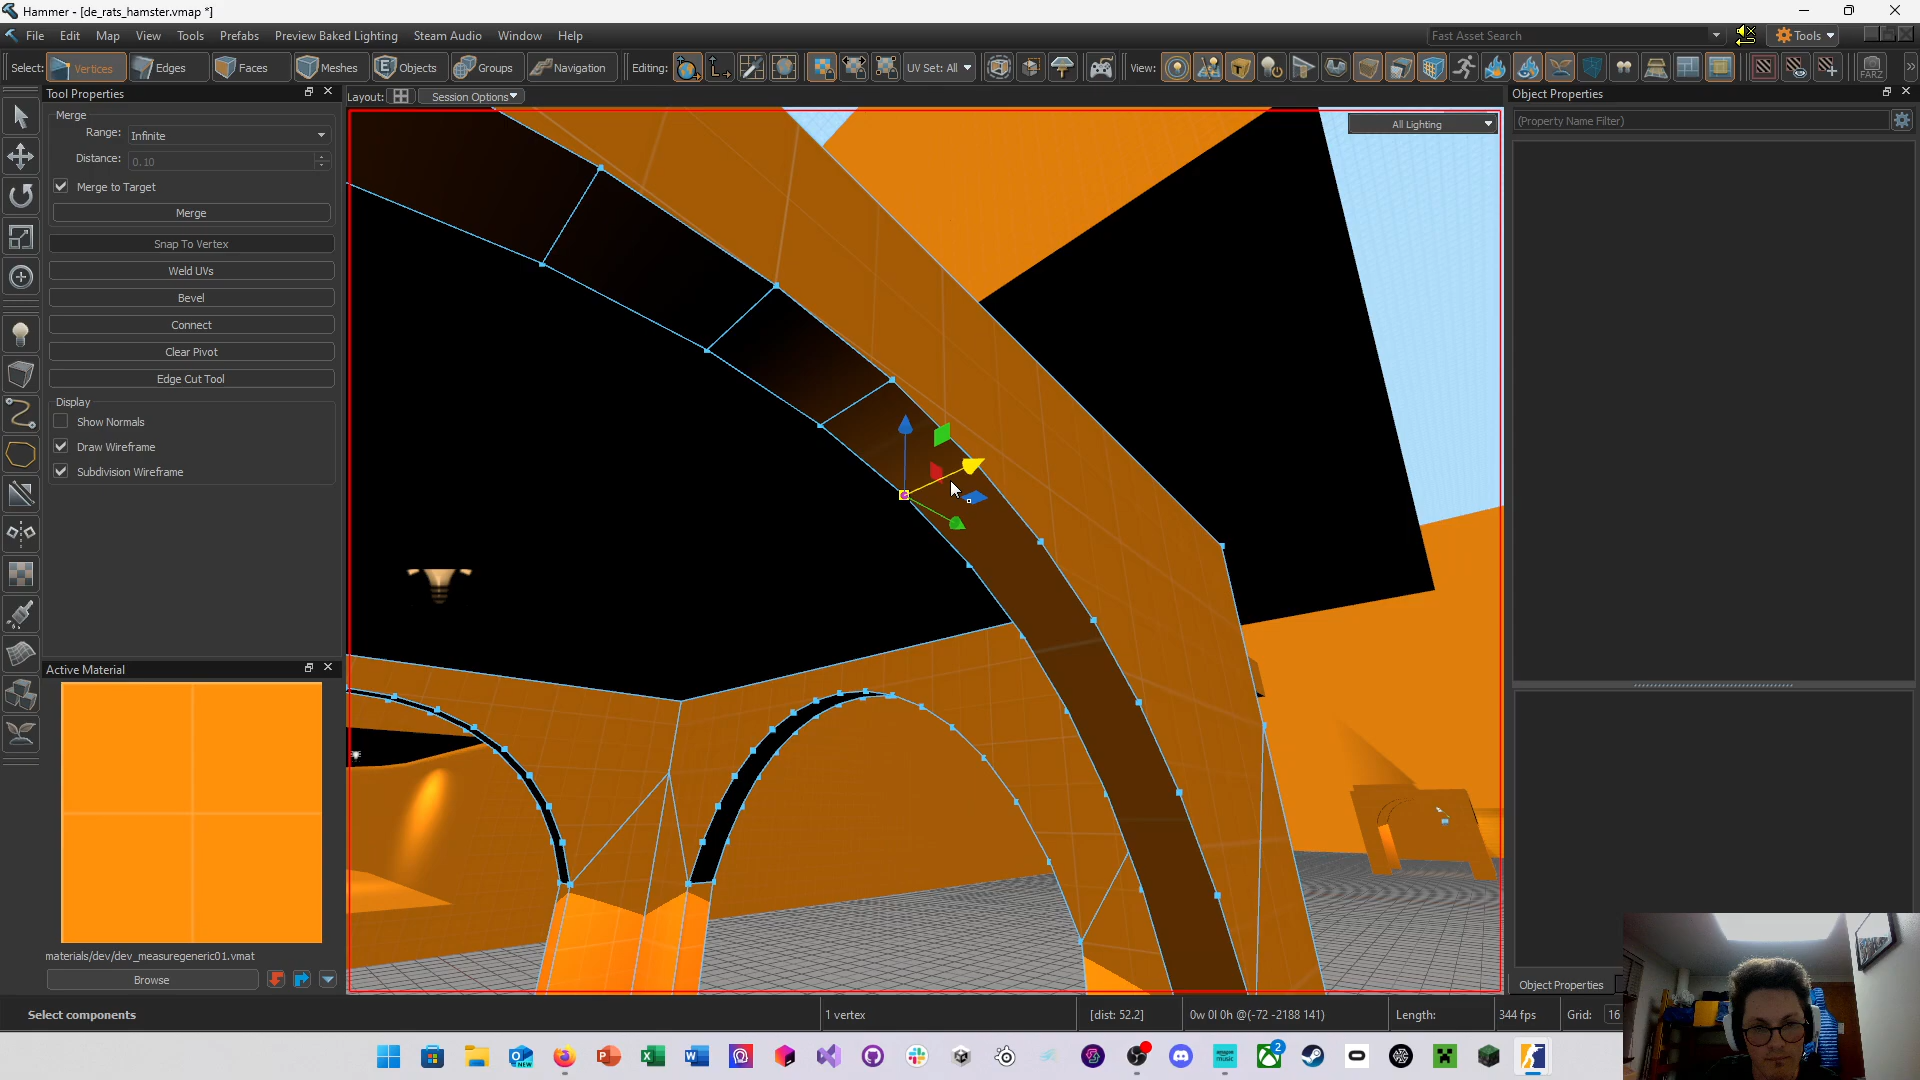 Hammer - [de_rats_hamster.vmap *]
File Edit Map View Tools Prefabs Preview Baked Lighting Steam Audio Window Help
Fast Asset Search
Tools
Select: Vertices Edges Faces Meshes Objects Groups Navigation Editing: UV Set: All View: FARZ
Tool Properties
Layout: Session Options
Object Properties
Merge
Range: Infinite
Distance: 0.10
Merge to Target
Merge
Snap To Vertex
Weld UVs
Bevel
Connect
Clear Pivot
Edge Cut Tool
Display
Show Normals
Draw Wireframe
Subdivision Wireframe
All Lighting
(Property Name Filter)
Active Material
materials/dev/dev_measuregeneric01.vmat
Browse
Object Properties
Select components
1 vertex
[dist: 52.2]
0w 0l 0h @(-72 -2188 141)
Length:
344 fps
Grid: 16
NEW
2